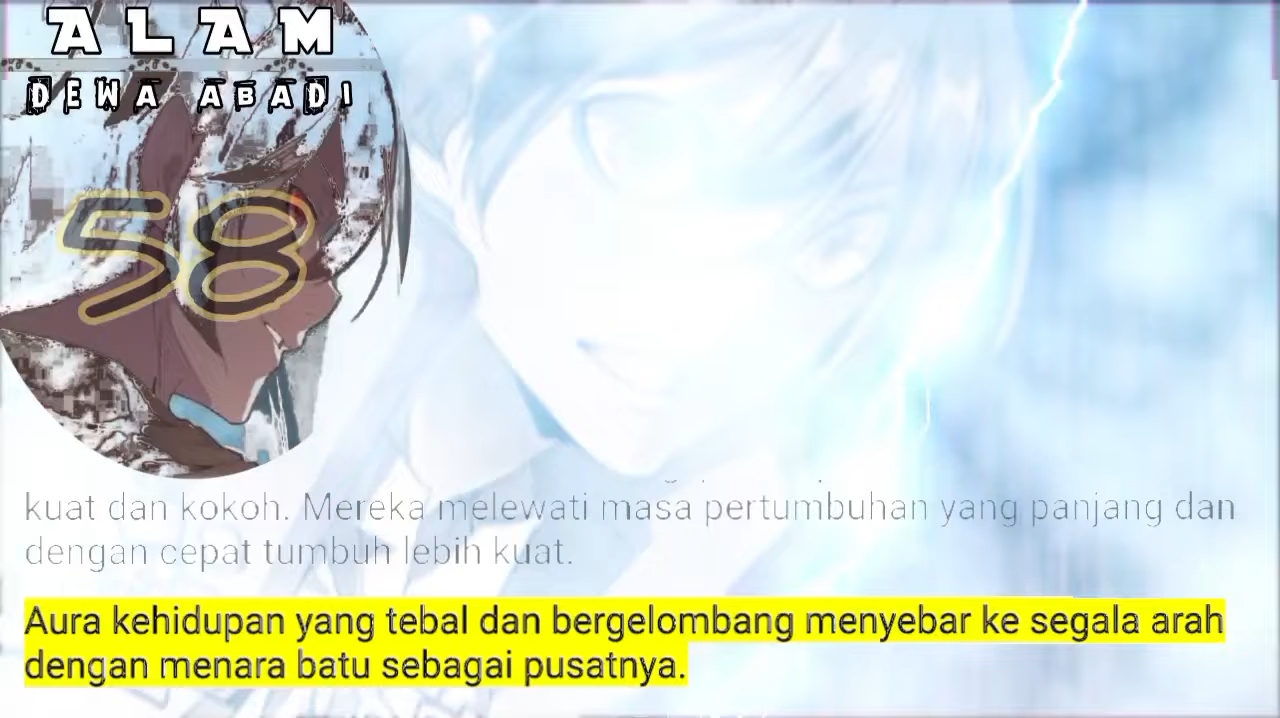 ALAM
DEWA ABADI
58
kuat dan kokoh. Mereka melewati masa pertumbuhan yang panjang dan
dengan cepat tumbuh lebih kuat.
Aura kehidupan yang tebal dan bergelombang menyebar ke segala arah
dengan menara batu sebagai pusatnya.